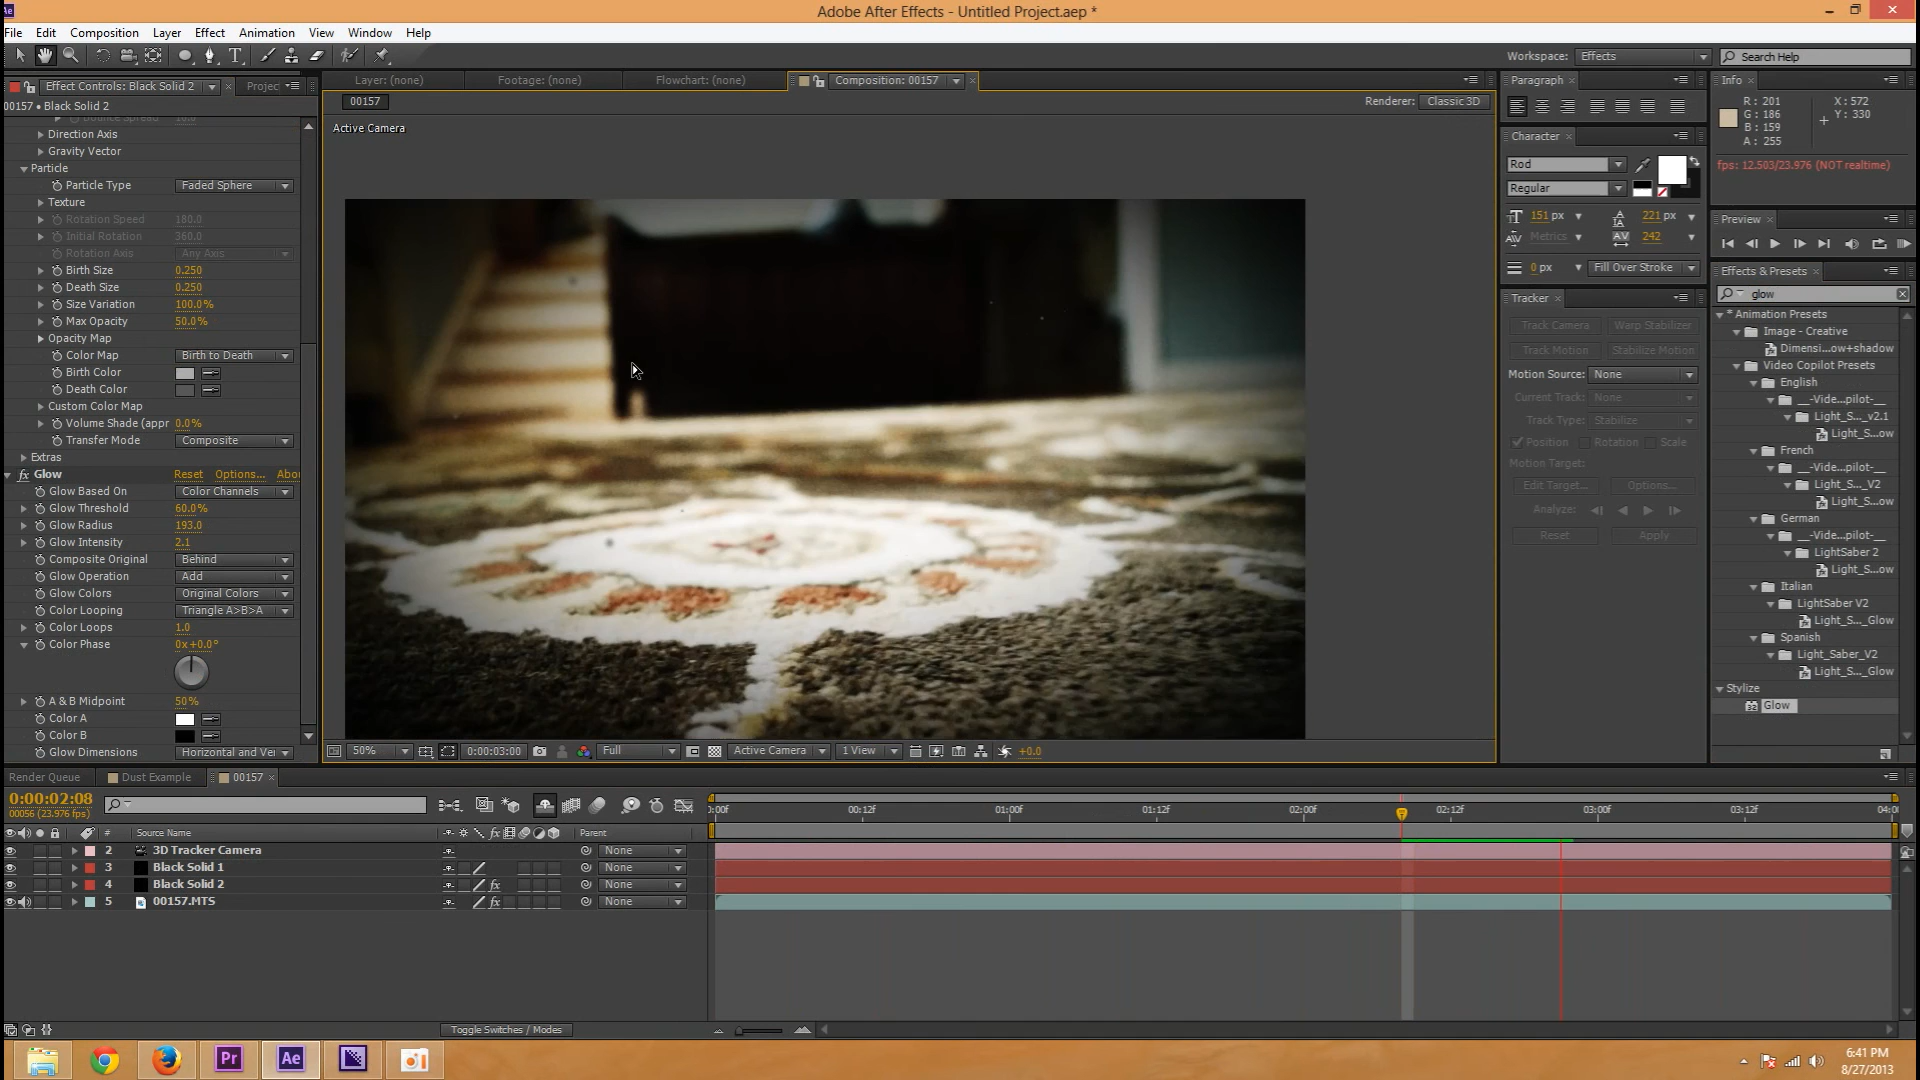 Adobe After Effects - Untitled Project.aep *
File Edit Composition Layer Effect Animation View Window Help
Workspace: Effects Search Help
Effect Controls: Black Solid 2 Projec
Layer: (none) Footage: (none) Flowchart: (none) Composition: 00157
00157 • Black Solid 2
00157
Renderer: Classic 3D
Active Camera
Bounce Spread
Direction Axis
Gravity Vector
Particle
Particle Type Faded Sphere
Texture
Rotation Speed 180.0
Initial Rotation 360.0
Rotation Axis Any Axis
Birth Size 0.250
Death Size 0.250
Size Variation 100.0%
Max Opacity 50.0%
Opacity Map
Color Map Birth to Death
Birth Color
Death Color
Custom Color Map
Volume Shade (appr 0.0%
Transfer Mode Composite
Extras
fx Glow Reset Options... Abou
Glow Based On Color Channels
Glow Threshold 60.0%
Glow Radius 193.0
Glow Intensity 2.1
Composite Original Behind
Glow Operation Add
Glow Colors Original Colors
Color Looping Triangle A>B>A
Color Loops 1.0
Color Phase 0x+0.0°
A & B Midpoint 50%
Color A
Color B
Glow Dimensions Horizontal and Ver
50% 0:00:03:00 Full Active Camera 1 View +0.0
Paragraph
Character
Rod
Regular
151 px 221 px
Metrics 242
0 px Fill Over Stroke
Tracker
Track Camera Warp Stabilizer
Track Motion Stabilize Motion
Motion Source: None
Current Track: None
Track Type: Stabilize
Position Rotation Scale
Motion Target:
Edit Target... Options...
Analyze:
Reset Apply
Info
R: 201 X: 572
G: 186 Y: 330
B: 159
A: 255
fps: 12.503/23.976 (NOT realtime)
Preview
Effects & Presets
glow
* Animation Presets
Image - Creative
Dimensi...ow+shadow
Video Copilot Presets
English
__-Vide...pilot-__
Light_S..._v2.1
Light_S...ow
French
__-Vide...pilot-__
Light_S..._V2
Light_S...ow
German
__-Vide...pilot-__
LightSaber 2
Light_S...ow
Italian
LightSaber V2
Light_S..._Glow
Spanish
Light_Saber_V2
Light_S..._Glow
Stylize
Glow
Render Queue Dust Example 00157
0:00:02:08
00056 (23.976 fps)
00f 00:12f 01:00f 01:12f 02:00f 02:12f 03:00f 03:12f 04:00
# Source Name Parent
2 3D Tracker Camera None
3 Black Solid 1 None
4 Black Solid 2 fx None
5 00157.MTS fx None
Toggle Switches / Modes
Pr Ae
6:41 PM
8/27/2013